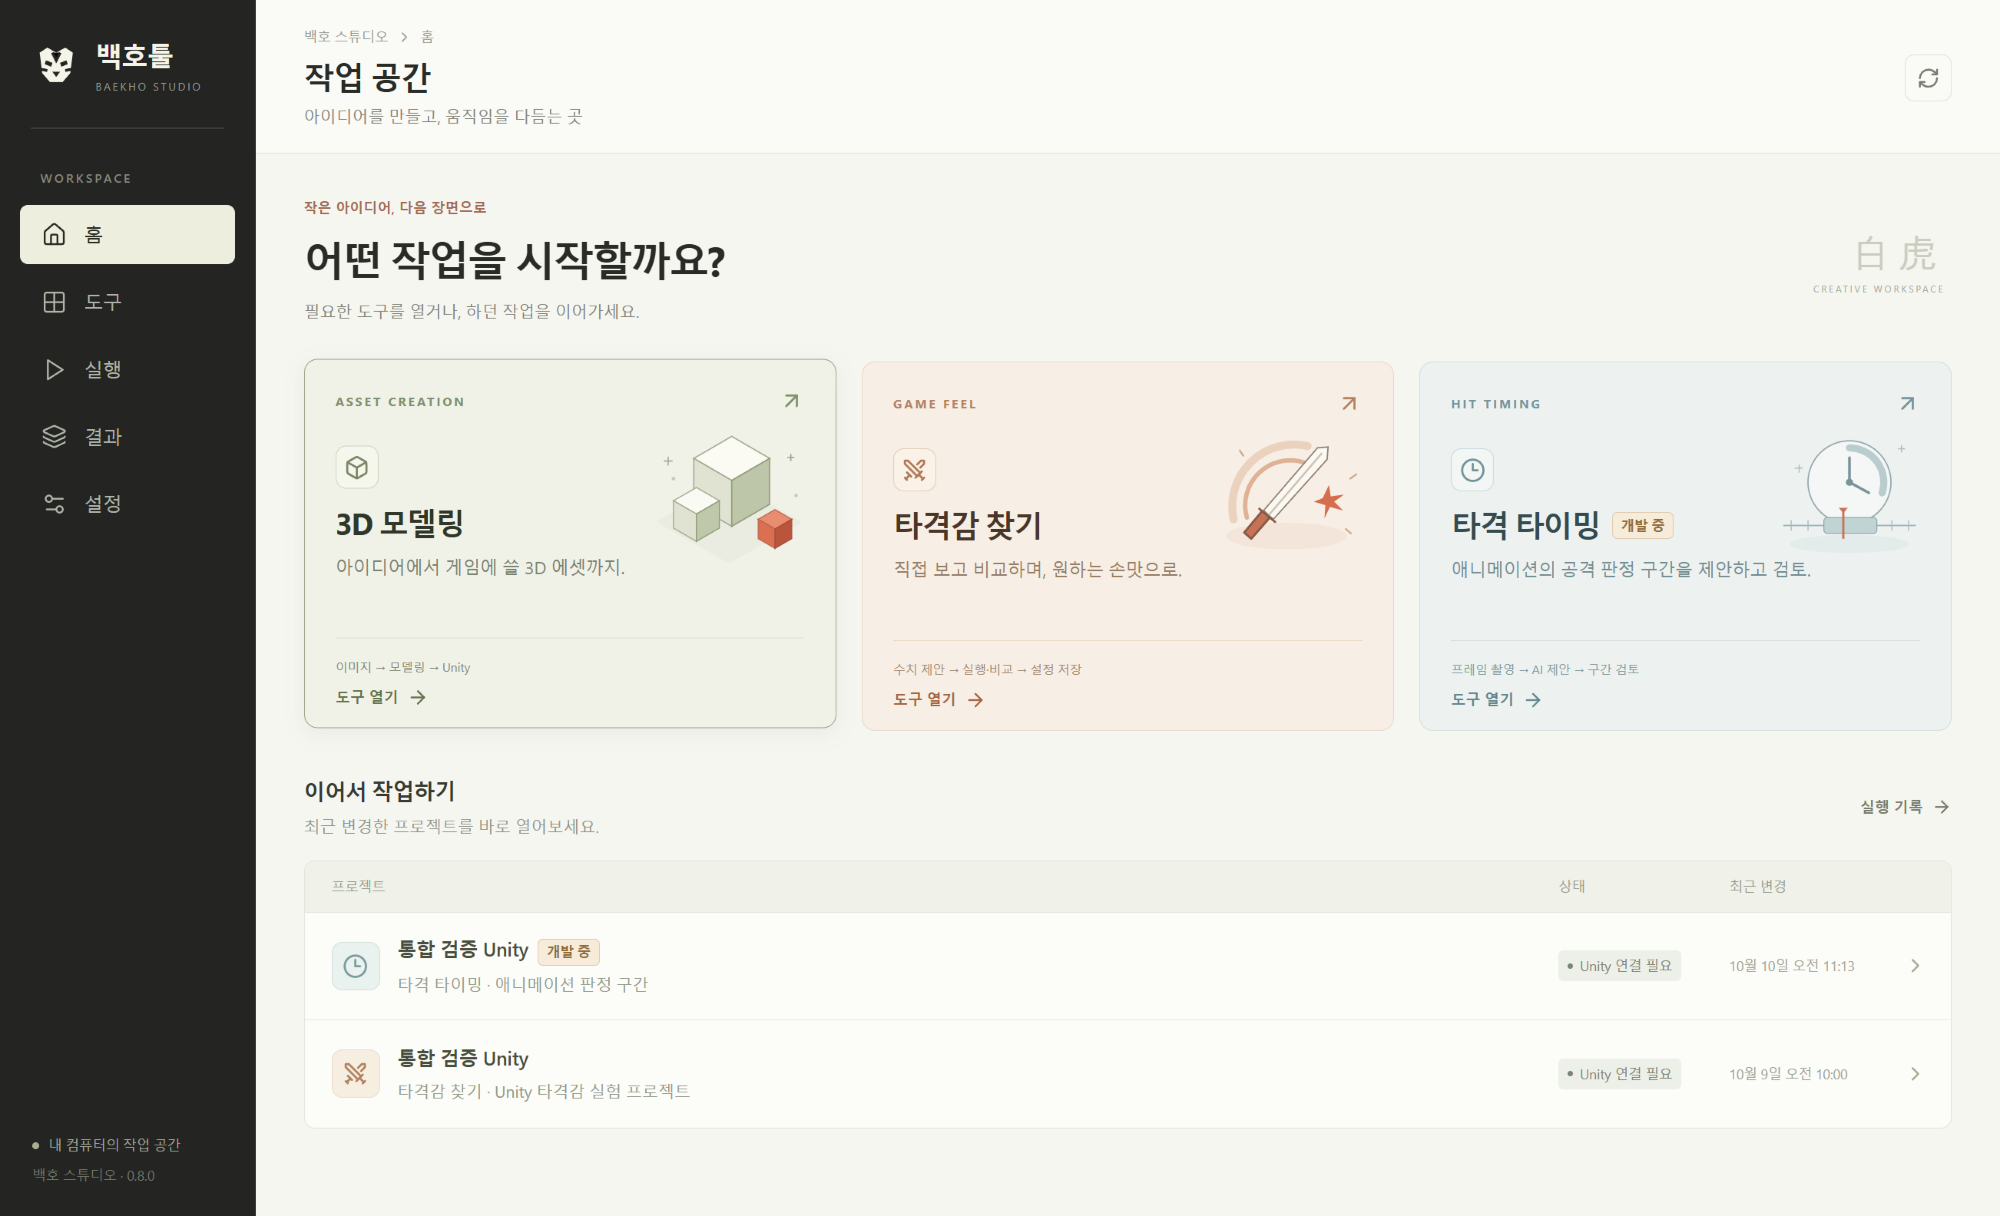 백호툴
BAEKHO STUDIO
WORKSPACE
홈
도구
실행
결과
설정
내 컴퓨터의 작업 공간
백호 스튜디오 · 0.8.0
백호 스튜디오 > 홈
작업 공간
아이디어를 만들고, 움직임을 다듬는 곳
작은 아이디어, 다음 장면으로
어떤 작업을 시작할까요?
필요한 도구를 열거나, 하던 작업을 이어가세요.
白虎
CREATIVE WORKSPACE
ASSET CREATION
3D 모델링
아이디어에서 게임에 쓸 3D 에셋까지.
이미지 → 모델링 → Unity
도구 열기 →
GAME FEEL
타격감 찾기
직접 보고 비교하며, 원하는 손맛으로.
수치 제안 → 실행·비교 → 설정 저장
도구 열기 →
HIT TIMING
타격 타이밍 개발 중
애니메이션의 공격 판정 구간을 제안하고 검토.
프레임 촬영 → AI 제안 → 구간 검토
도구 열기 →
이어서 작업하기
최근 변경한 프로젝트를 바로 열어보세요.
실행 기록 →
프로젝트 상태 최근 변경
통합 검증 Unity 개발 중
타격 타이밍 · 애니메이션 판정 구간
Unity 연결 필요
10월 10일 오전 11:13
통합 검증 Unity
타격감 찾기 · Unity 타격감 실험 프로젝트
Unity 연결 필요
10월 9일 오전 10:00